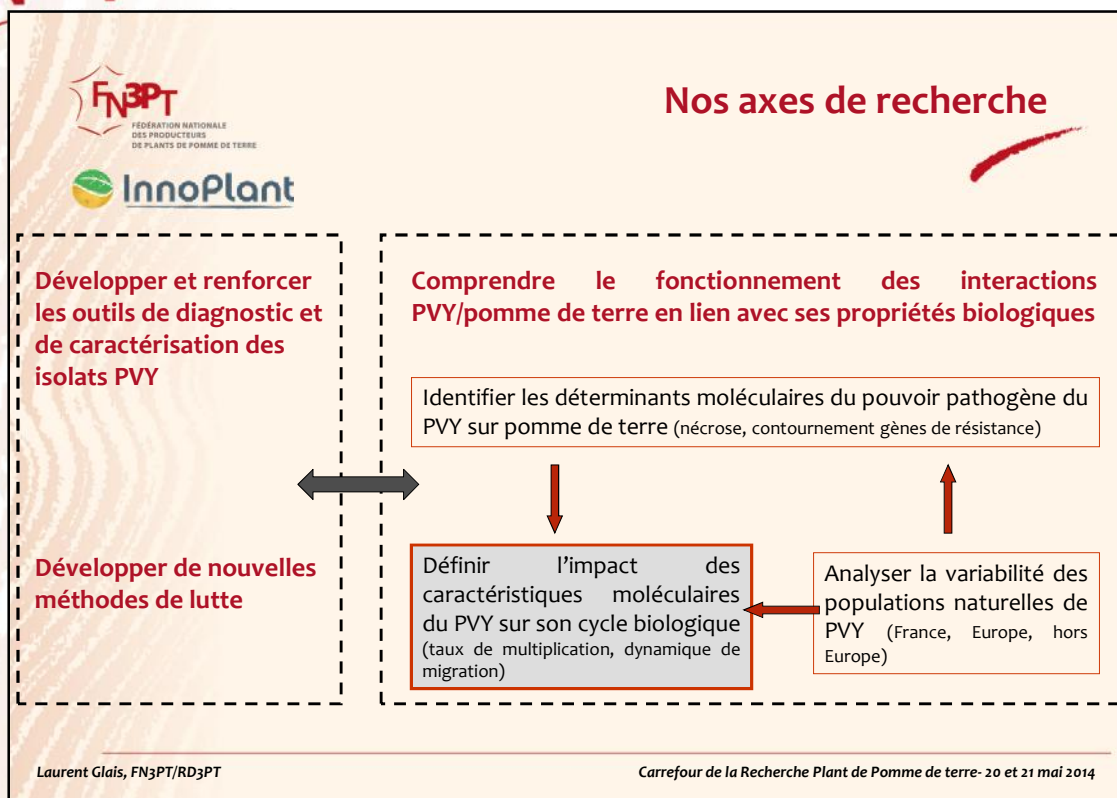 FN3PT
FÉDÉRATION NATIONALE
DES PRODUCTEURS
DE PLANTS DE POMME DE TERRE
InnoPlant
Nos axes de recherche
Développer et renforcer
les outils de diagnostic et
de caractérisation des
isolats PVY
Développer de nouvelles
méthodes de lutte
Comprendre le fonctionnement des interactions
PVY/pomme de terre en lien avec ses propriétés biologiques
Identifier les déterminants moléculaires du pouvoir pathogène du
PVY sur pomme de terre (nécrose, contournement gènes de résistance)
Définir l’impact des
caractéristiques moléculaires
du PVY sur son cycle biologique
(taux de multiplication, dynamique de
migration)
Analyser la variabilité des
populations naturelles de
PVY (France, Europe, hors
Europe)
Laurent Glais, FN3PT/RD3PT
Carrefour de la Recherche Plant de Pomme de terre- 20 et 21 mai 2014